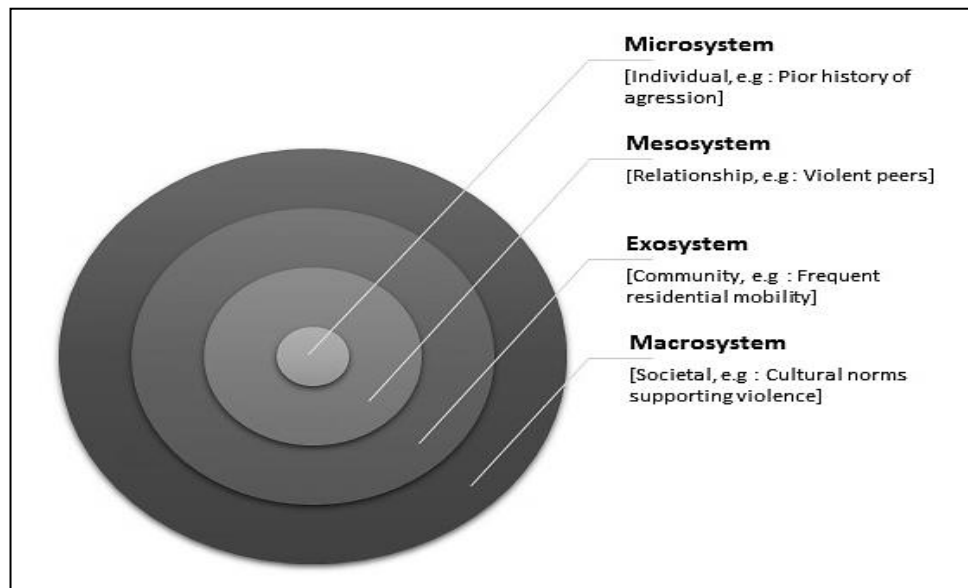 Microsystem
[Individual, e.g : Pior history of
agression]
Mesosystem
[Relationship, e.g : Violent peers]
Exosystem
[Community, e.g : Frequent
residential mobility]
Macrosystem
[Societal, e.g : Cultural norms
supporting violence]